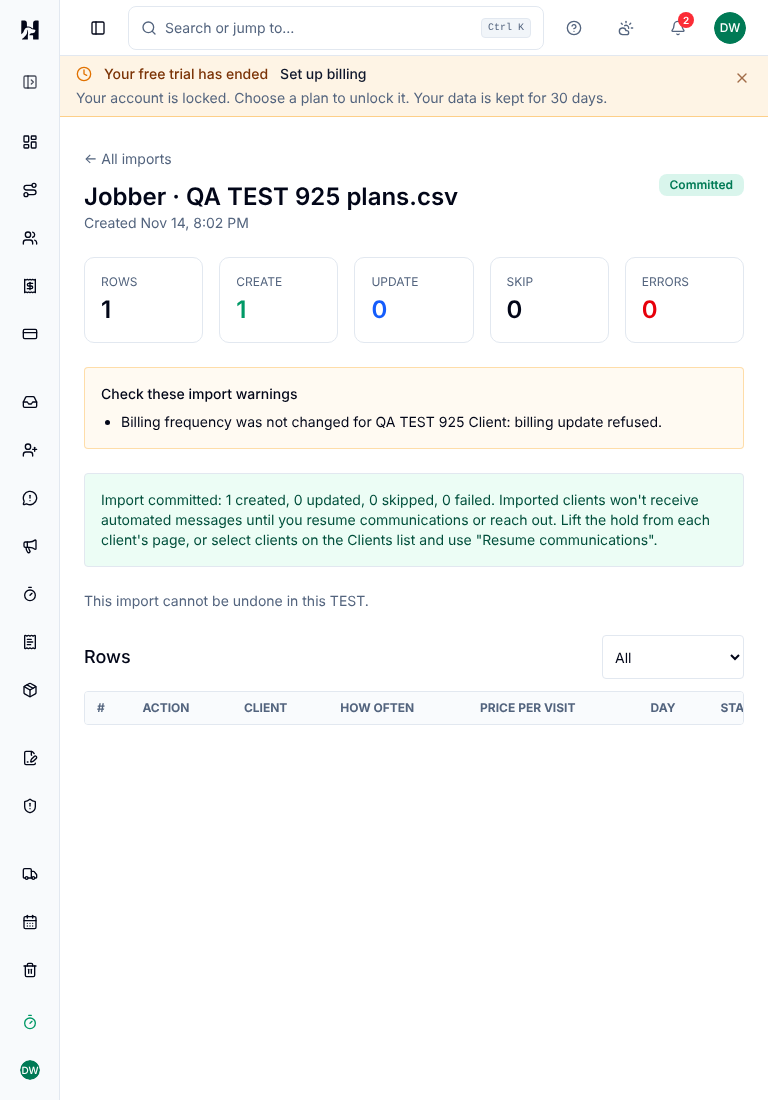 Search or jump to...
Ctrl K
2
DW
Your free trial has ended Set up billing
Your account is locked. Choose a plan to unlock it. Your data is kept for 30 days.
← All imports
Jobber · QA TEST 925 plans.csv
Committed
Created Nov 14, 8:02 PM
ROWS
1
CREATE
1
UPDATE
0
SKIP
0
ERRORS
0
Check these import warnings
• Billing frequency was not changed for QA TEST 925 Client: billing update refused.
Import committed: 1 created, 0 updated, 0 skipped, 0 failed. Imported clients won't receive
automated messages until you resume communications or reach out. Lift the hold from each
client's page, or select clients on the Clients list and use "Resume communications".
This import cannot be undone in this TEST.
Rows
All
# ACTION CLIENT HOW OFTEN PRICE PER VISIT DAY STA
DW